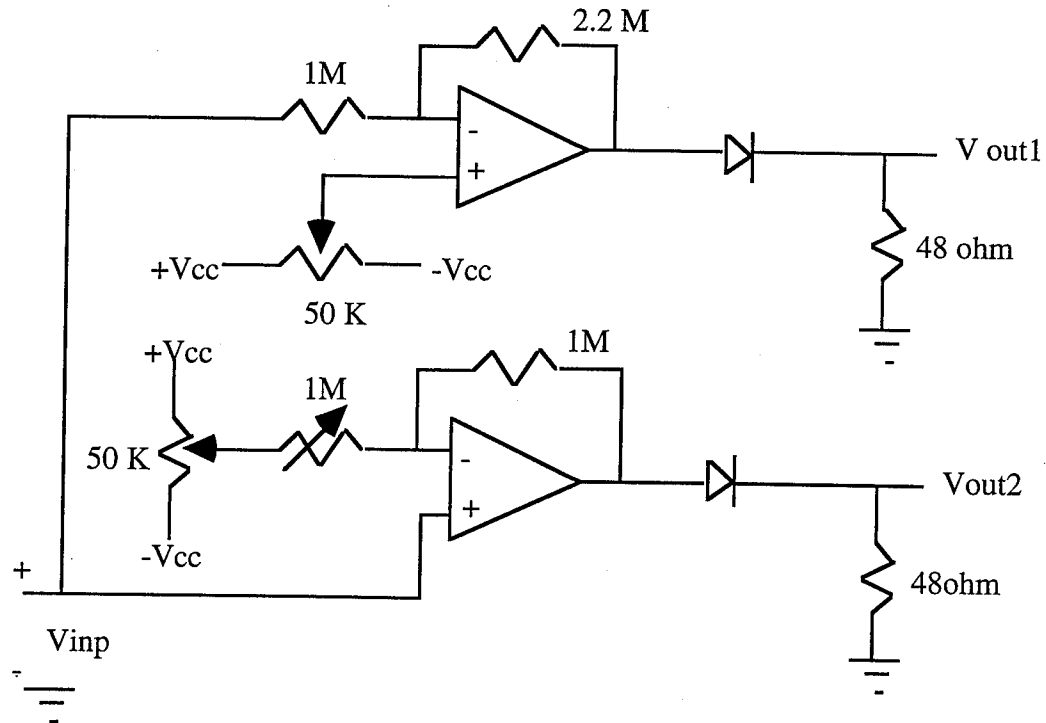 2.2 M
1M
-
+
V out1
+Vcc
-Vcc
50 K
48 ohm
+Vcc
1M
1M
50 K
-
+
Vout2
-Vcc
+
48ohm
Vinp
-